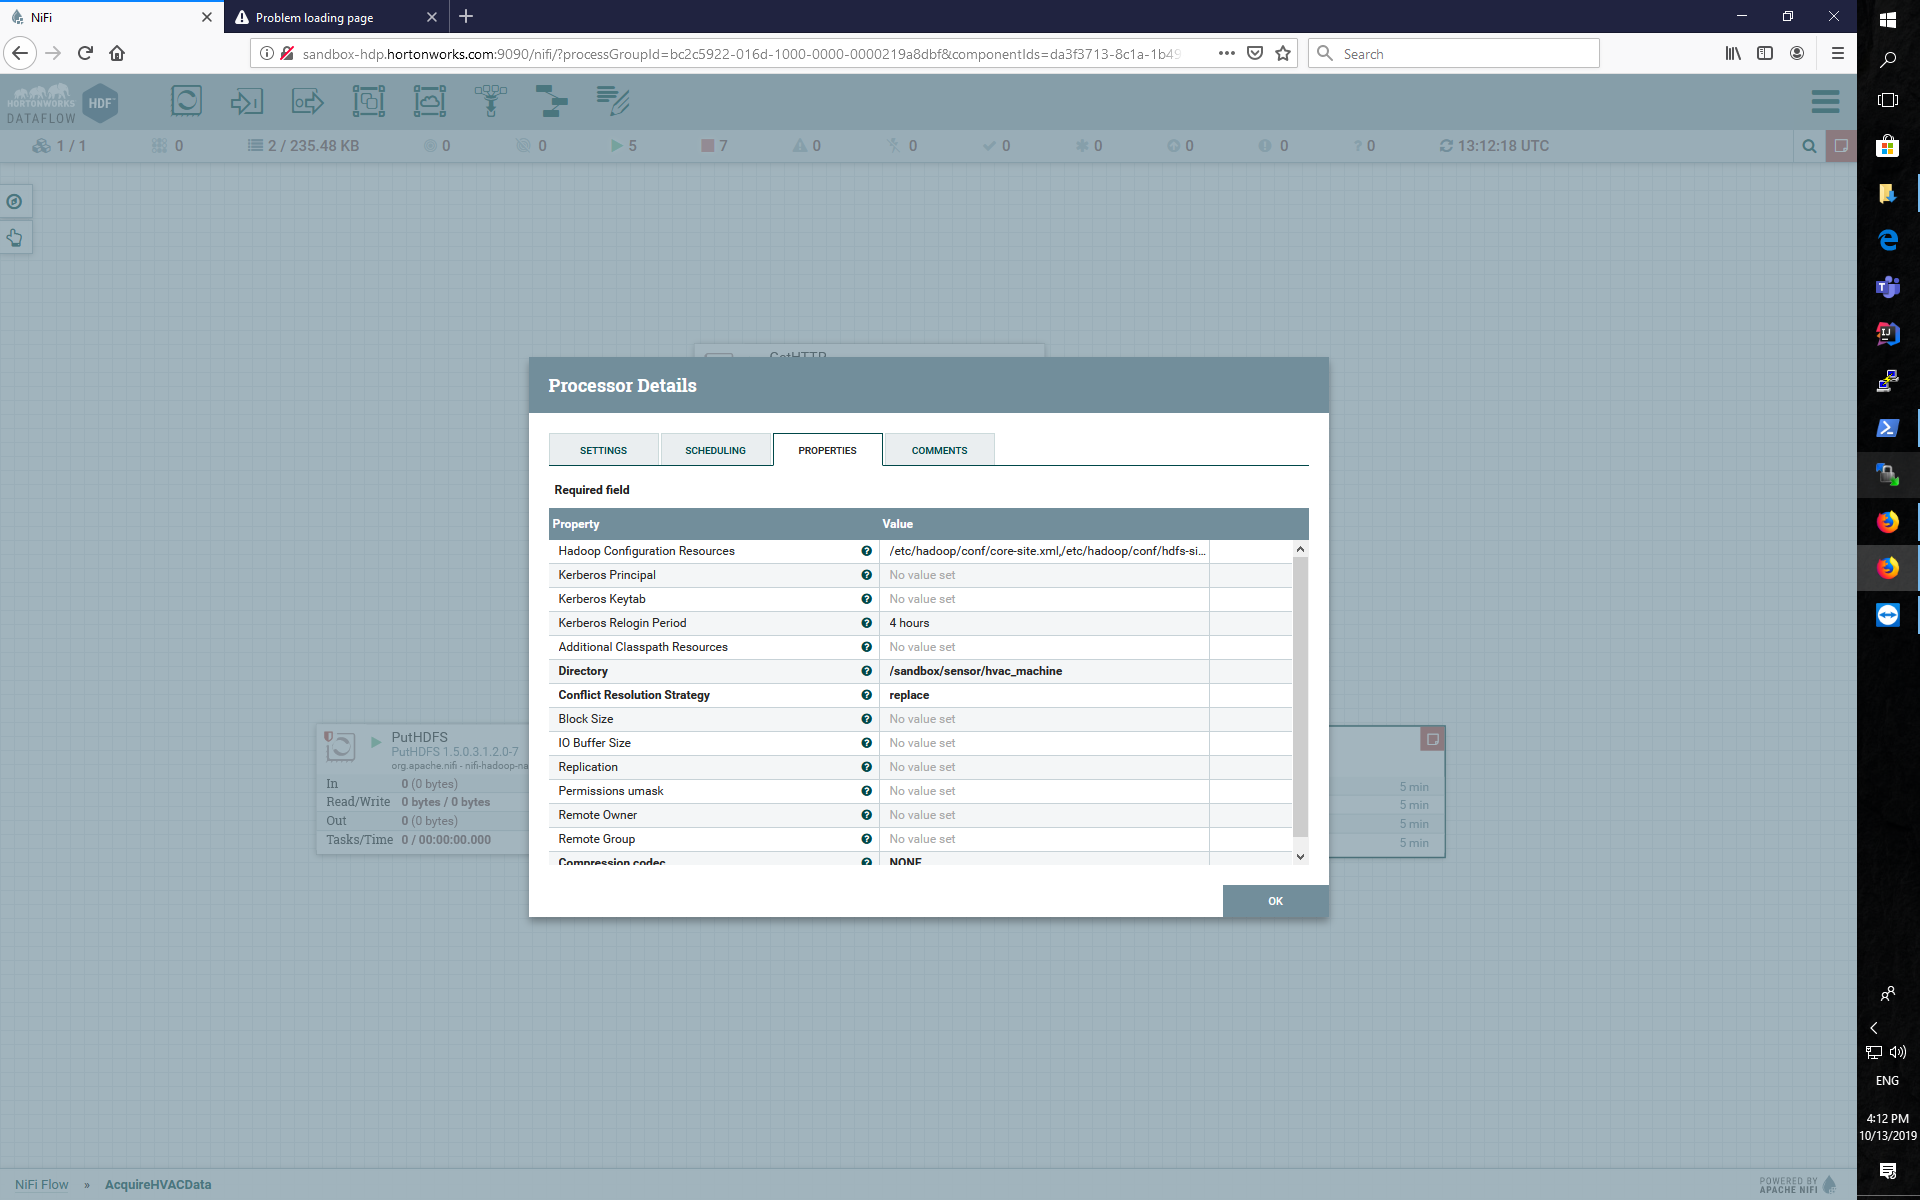 NiFi
Problem loading page
sandbox-hdp.hortonworks.com:9090/nifi/?processGroupId=bc2c5922-016d-1000-0000-0000219a8dbf&componentIds=da3f3713-8c1a-1b49
Search
HORTONWORKS
DATAFLOW
HDF
1 / 1
0
2 / 235.48 KB
0
0
5
7
0
0
0
0
0
0
? 0
13:12:18 UTC
GetHTTP
Processor Details
SETTINGS
SCHEDULING
PROPERTIES
COMMENTS
Required field
Property Value
Hadoop Configuration Resources /etc/hadoop/conf/core-site.xml,/etc/hadoop/conf/hdfs-si...
Kerberos Principal No value set
Kerberos Keytab No value set
Kerberos Relogin Period 4 hours
Additional Classpath Resources No value set
Directory /sandbox/sensor/hvac_machine
Conflict Resolution Strategy replace
Block Size No value set
IO Buffer Size No value set
Replication No value set
Permissions umask No value set
Remote Owner No value set
Remote Group No value set
Compression codec NONE
OK
PutHDFS
PutHDFS 1.5.0.3.1.2.0-7
org.apache.nifi - nifi-hadoop-na
In 0 (0 bytes)
Read/Write 0 bytes / 0 bytes
Out 0 (0 bytes)
Tasks/Time 0 / 00:00:00.000
5 min
5 min
5 min
5 min
NiFi Flow » AcquireHVACData
POWERED BY
APACHE NIFI
ENG
4:12 PM
10/13/2019